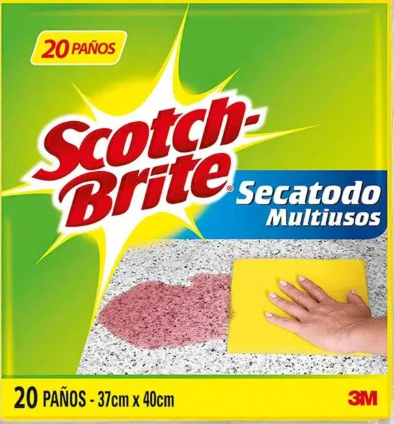 20 PAÑOS
Scotch-
Brite
Secatodo
Multiusos
20 PAÑOS - 37cm x 40cm
3M